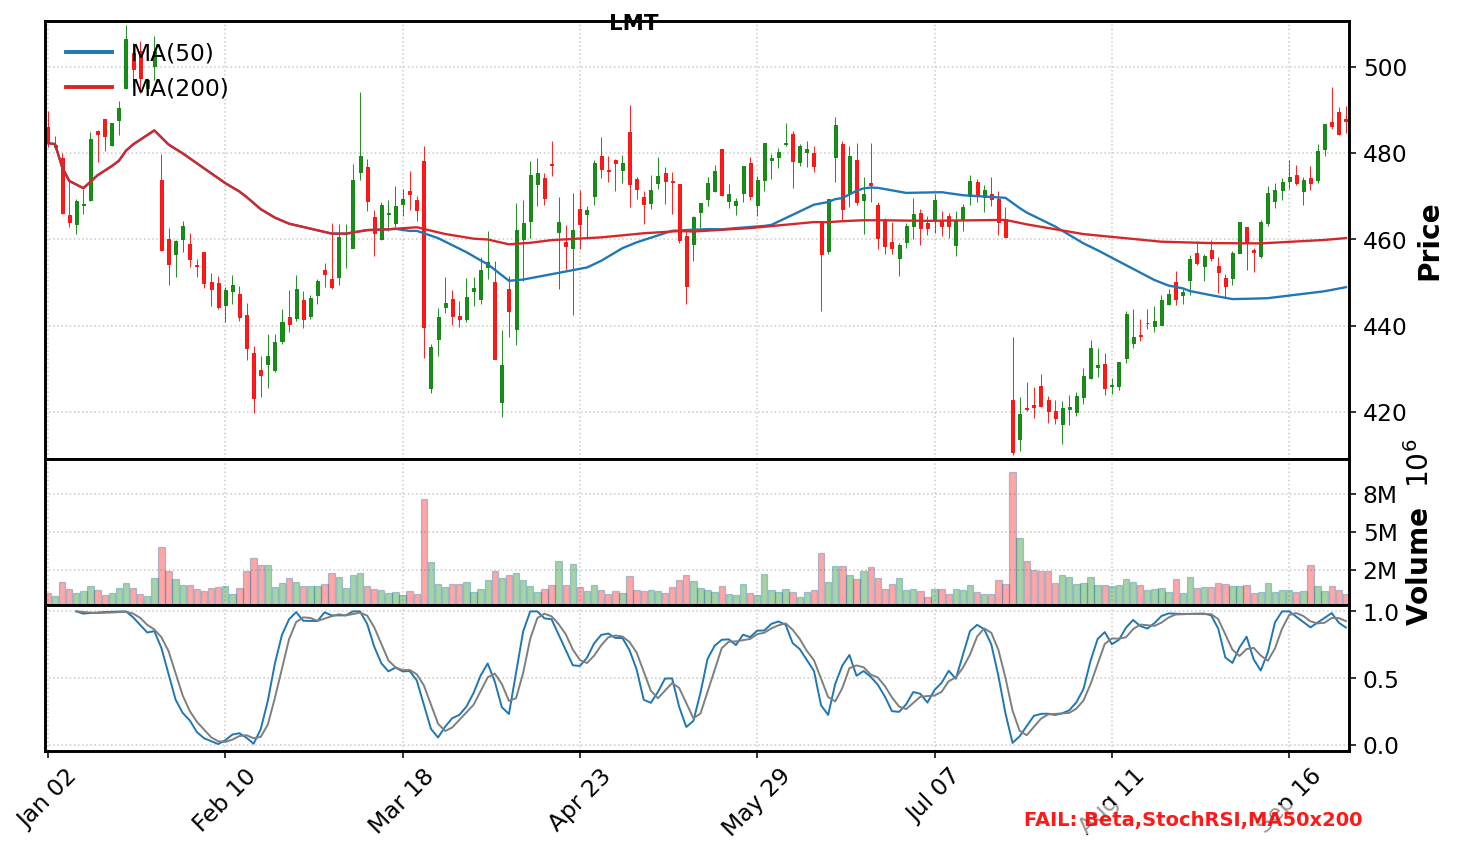 LMT
MA(50)
MA(200)
500
480
460
440
420
Price
8M
5M
2M
Volume 10^6
1.0
0.5
0.0
Jan 02
Feb 10
Mar 18
Apr 23
May 29
Jul 07
Aug 11
Sep 16
FAIL: Beta,StochRSI,MA50x200